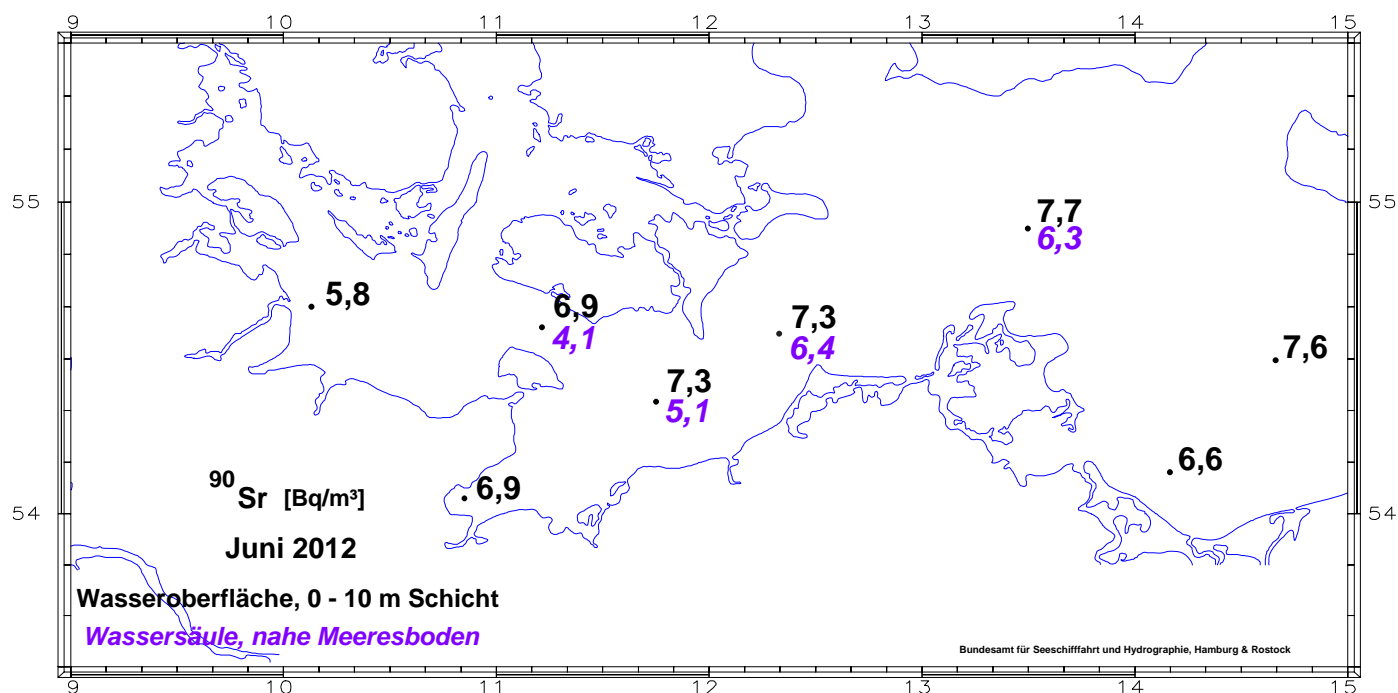 9 10 11 12 13 14 15
55 55
7,7
6,3
5,8
6,9
4,1
7,3
6,4
7,6
7,3
5,1
6,6
6,9
90Sr [Bq/m³]
54 54
Juni 2012
Wasseroberfläche, 0 - 10 m Schicht
Wassersäule, nahe Meeresboden
Bundesamt für Seeschifffahrt und Hydrographie, Hamburg & Rostock
9 10 11 12 13 14 15